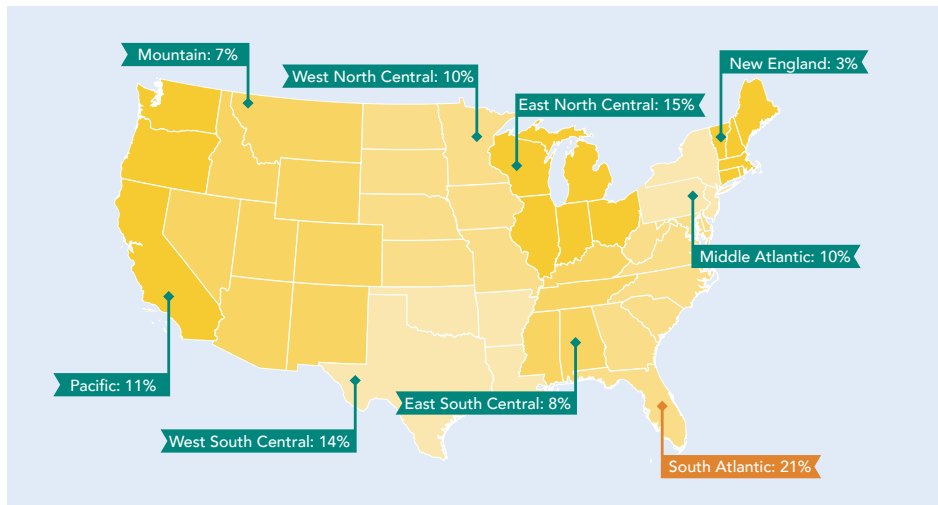 Mountain: 7%
New England: 3%
West North Central: 10%
East North Central: 15%
Middle Atlantic: 10%
Pacific: 11%
East South Central: 8%
West South Central: 14%
South Atlantic: 21%